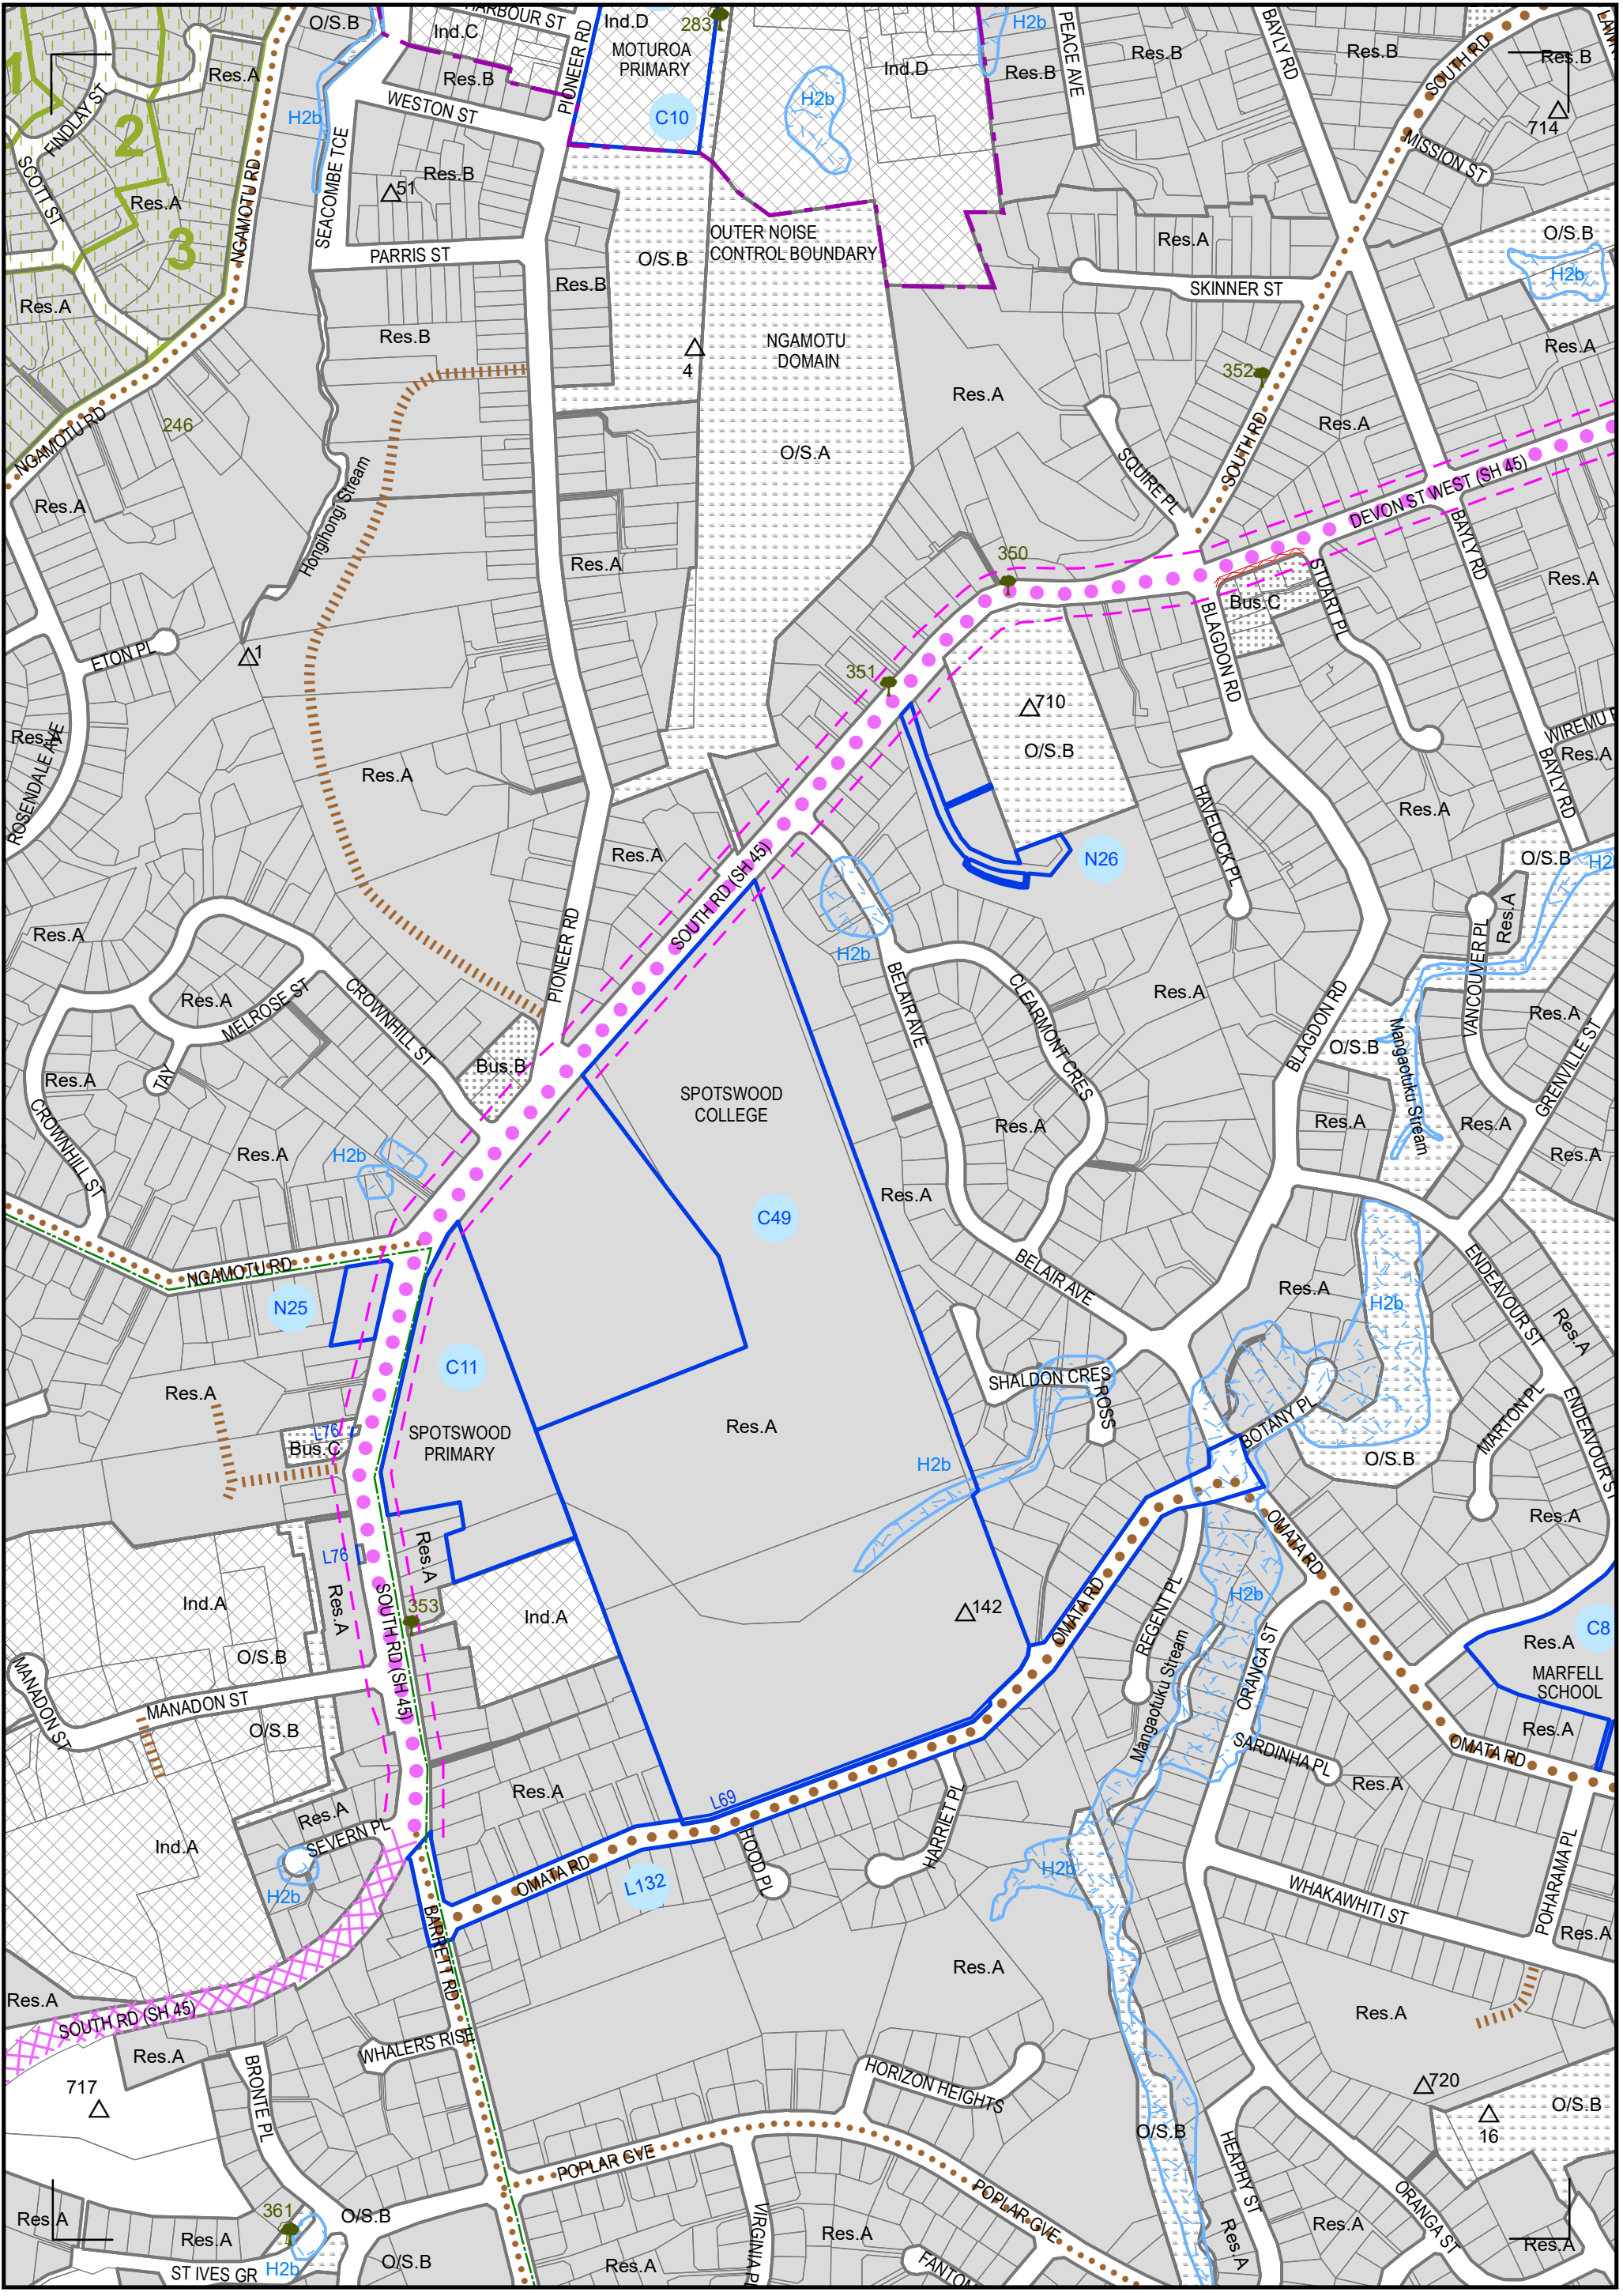 HARBOUR ST
O/S.B
Ind.C
Res.A
Res.B
PIONEER RD
Ind.D
283
MOTUROA
PRIMARY
C10
H2b
Ind.D
H2b
PEACE AVE
Res.B
Res.B
BAYLY RD
Res.B
SOUTH RD
Res.B
714
MISSION ST
1
2
3
FINDLAY ST
SCOTT ST
Res.A
NGAMOTU RD
H2b
SEACOMBE TCE
WESTON ST
Res.B
51
PARRIS ST
O/S.B
OUTER NOISE
CONTROL BOUNDARY
Res.A
SKINNER ST
O/S.B
H2b
Res.A
Res.B
Res.B
4
NGAMOTU
DOMAIN
Res.A
352
Res.A
Res.A
246
NGAMOTU RD
O/S.A
SQUIRE PL
SOUTH RD
DEVON ST WEST (SH 45)
Res.A
Hongihongi Stream
Res.A
350
BAYLY RD
Res.A
STUART PL
Bus.C
BLAGDON RD
ETON PL
1
351
710
O/S.B
Res.A
ROSENDALE AVE
Res.A
WIREMU
Res.A
BAYLY RD
HAVELOCK PL
Res.A
Res.A
SOUTH RD (SH 45)
N26
O/S.B
H2
Res.A
VANCOUVER PL
Res.A
PIONEER RD
H2b
BELAIR AVE
CLEARMONT CRES
Res.A
BLAGDON RD
Res.A
MELROSE ST
CROWNHILL ST
TAY
Res.A
CROWNHILL ST
Bus.B
SPOTSWOOD
COLLEGE
O/S.B
Mangaotuku Stream
Res.A
GRENVILLE ST
Res.A
Res.A
Res.A
Res.A
Res.A
H2b
C49
Res.A
BELAIR AVE
ENDEAVOUR ST
NGAMOTU RD
N25
Res.A
H2b
Res.A
C11
SHALDON CRES
ROSS
BOTANY PL
MARTON PL
ENDEAVOUR ST
Res.A
L76
Bus.C
SPOTSWOOD
PRIMARY
Res.A
H2b
O/S.B
Res.A
L76
Res.A
Res.A
353
Ind.A
Ind.A
O/S.B
SOUTH RD (SH 45)
142
OMATA RD
REGENT PL
H2b
OMATA RD
C8
Res.A
MARFELL
SCHOOL
Res.A
MANADON ST
MANADON ST
O/S.B
Mangaotuku Stream
ORANGA ST
SARDINHA PL
OMATA RD
Res.A
Res.A
Res.A
SEVERN PL
Ind.A
H2b
L69
HOOD PL
HARRIET PL
OMATA RD
L132
H2b
WHAKAWHITI ST
POHARAMA PL
Res.A
BARRETT RD
Res.A
Res.A
Res.A
SOUTH RD (SH 45)
Res.A
BRONTE PL
WHALERS RISE
717
HORIZON HEIGHTS
720
16
O/S.B
O/S.B
HEAPHY ST
POPLAR GVE
POPLAR GVE
VIRGINIA PL
ORANGA ST
361
O/S.B
Res.A
Res.A
H2b
ST IVES GR
O/S.B
Res.A
Res.A
FANTON
Res.A
Res.A
Res.A